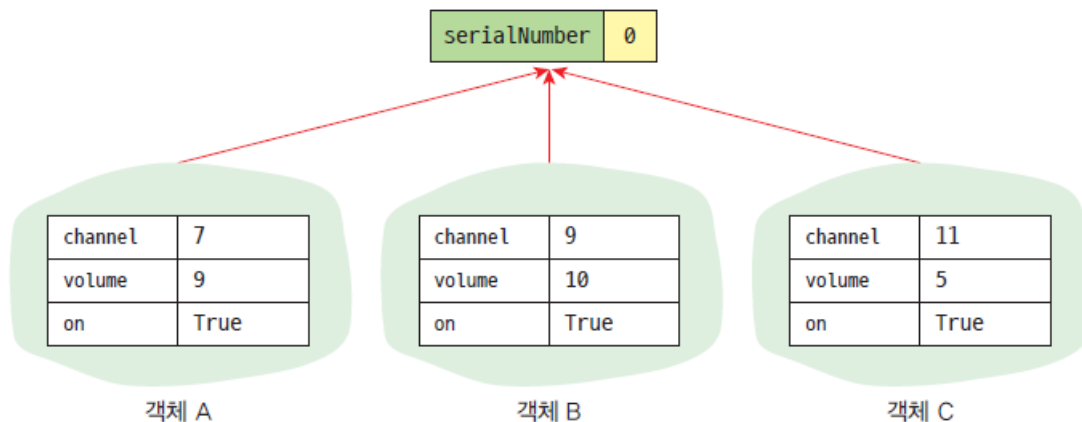 serialNumber 0
channel 7
volume 9
on True
객체 A
channel 9
volume 10
on True
객체 B
channel 11
volume 5
on True
객체 C